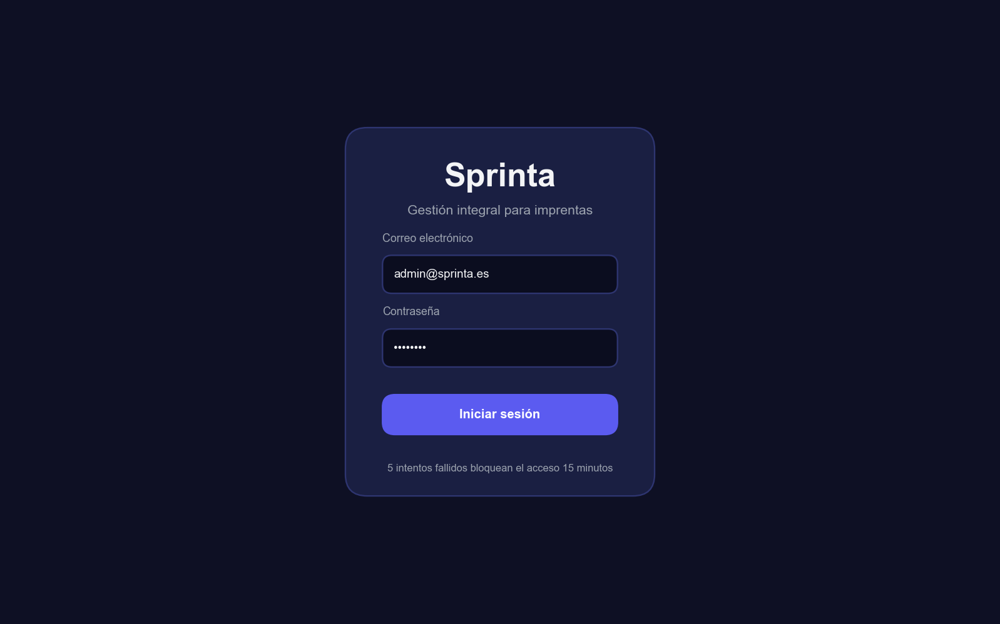 Sprinta
Gestión integral para imprentas
Correo electrónico
admin@sprinta.es
Contraseña
••••••••
Iniciar sesión
5 intentos fallidos bloquean el acceso 15 minutos